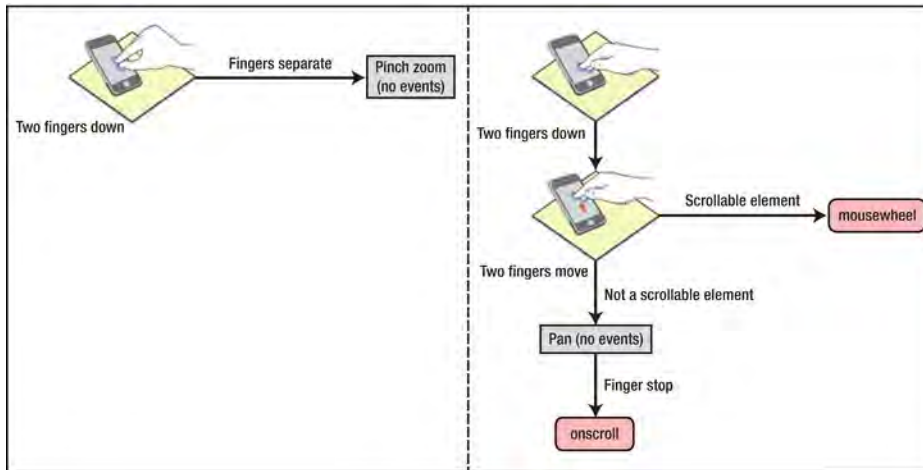 Fingers separate
Pinch zoom
(no events)
Two fingers down
Two fingers down
Scrollable element
mousewheel
Two fingers move
Not a scrollable element
Pan (no events)
Finger stop
onscroll